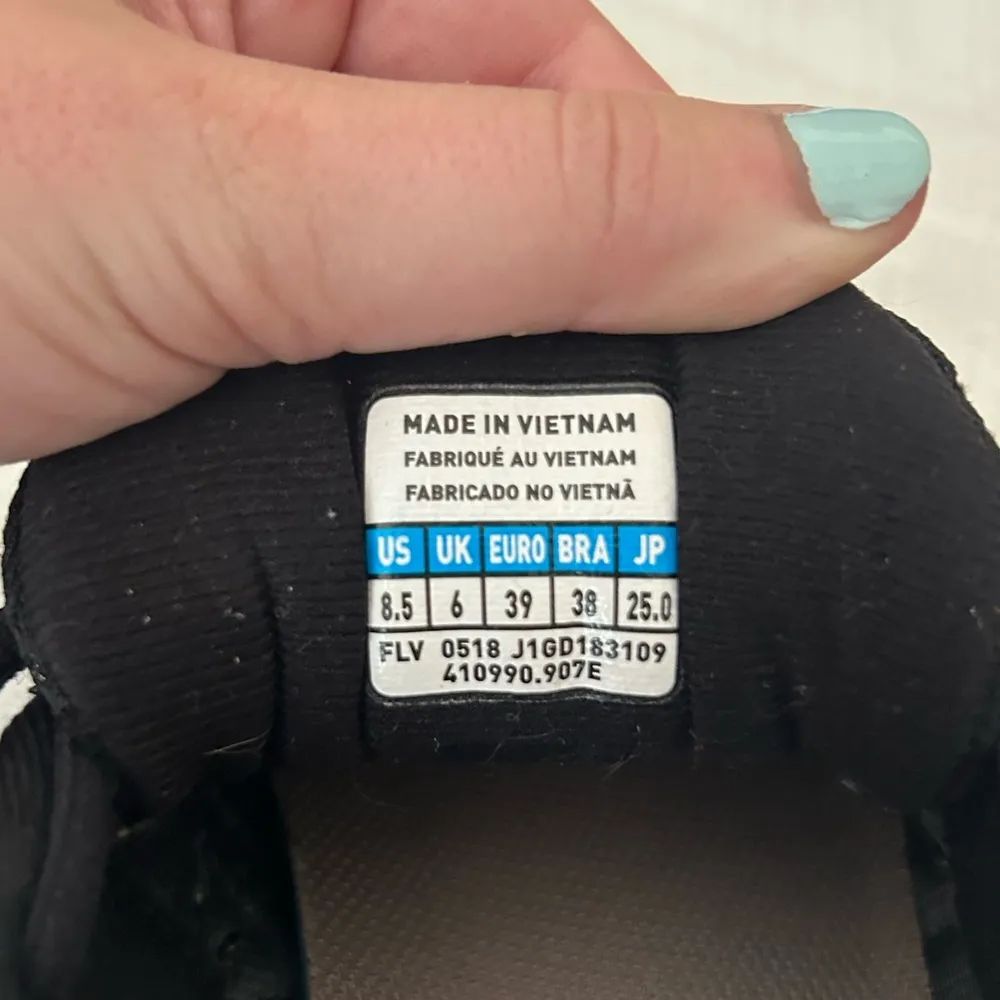 MADE IN VIETNAM
FABRIQUÉ AU VIETNAM
FABRICADO NO VIETNÃ
US UK EURO BRA JP
8.5 6 39 38 25.0
FLV 0518 J1GD183109
410990.907E